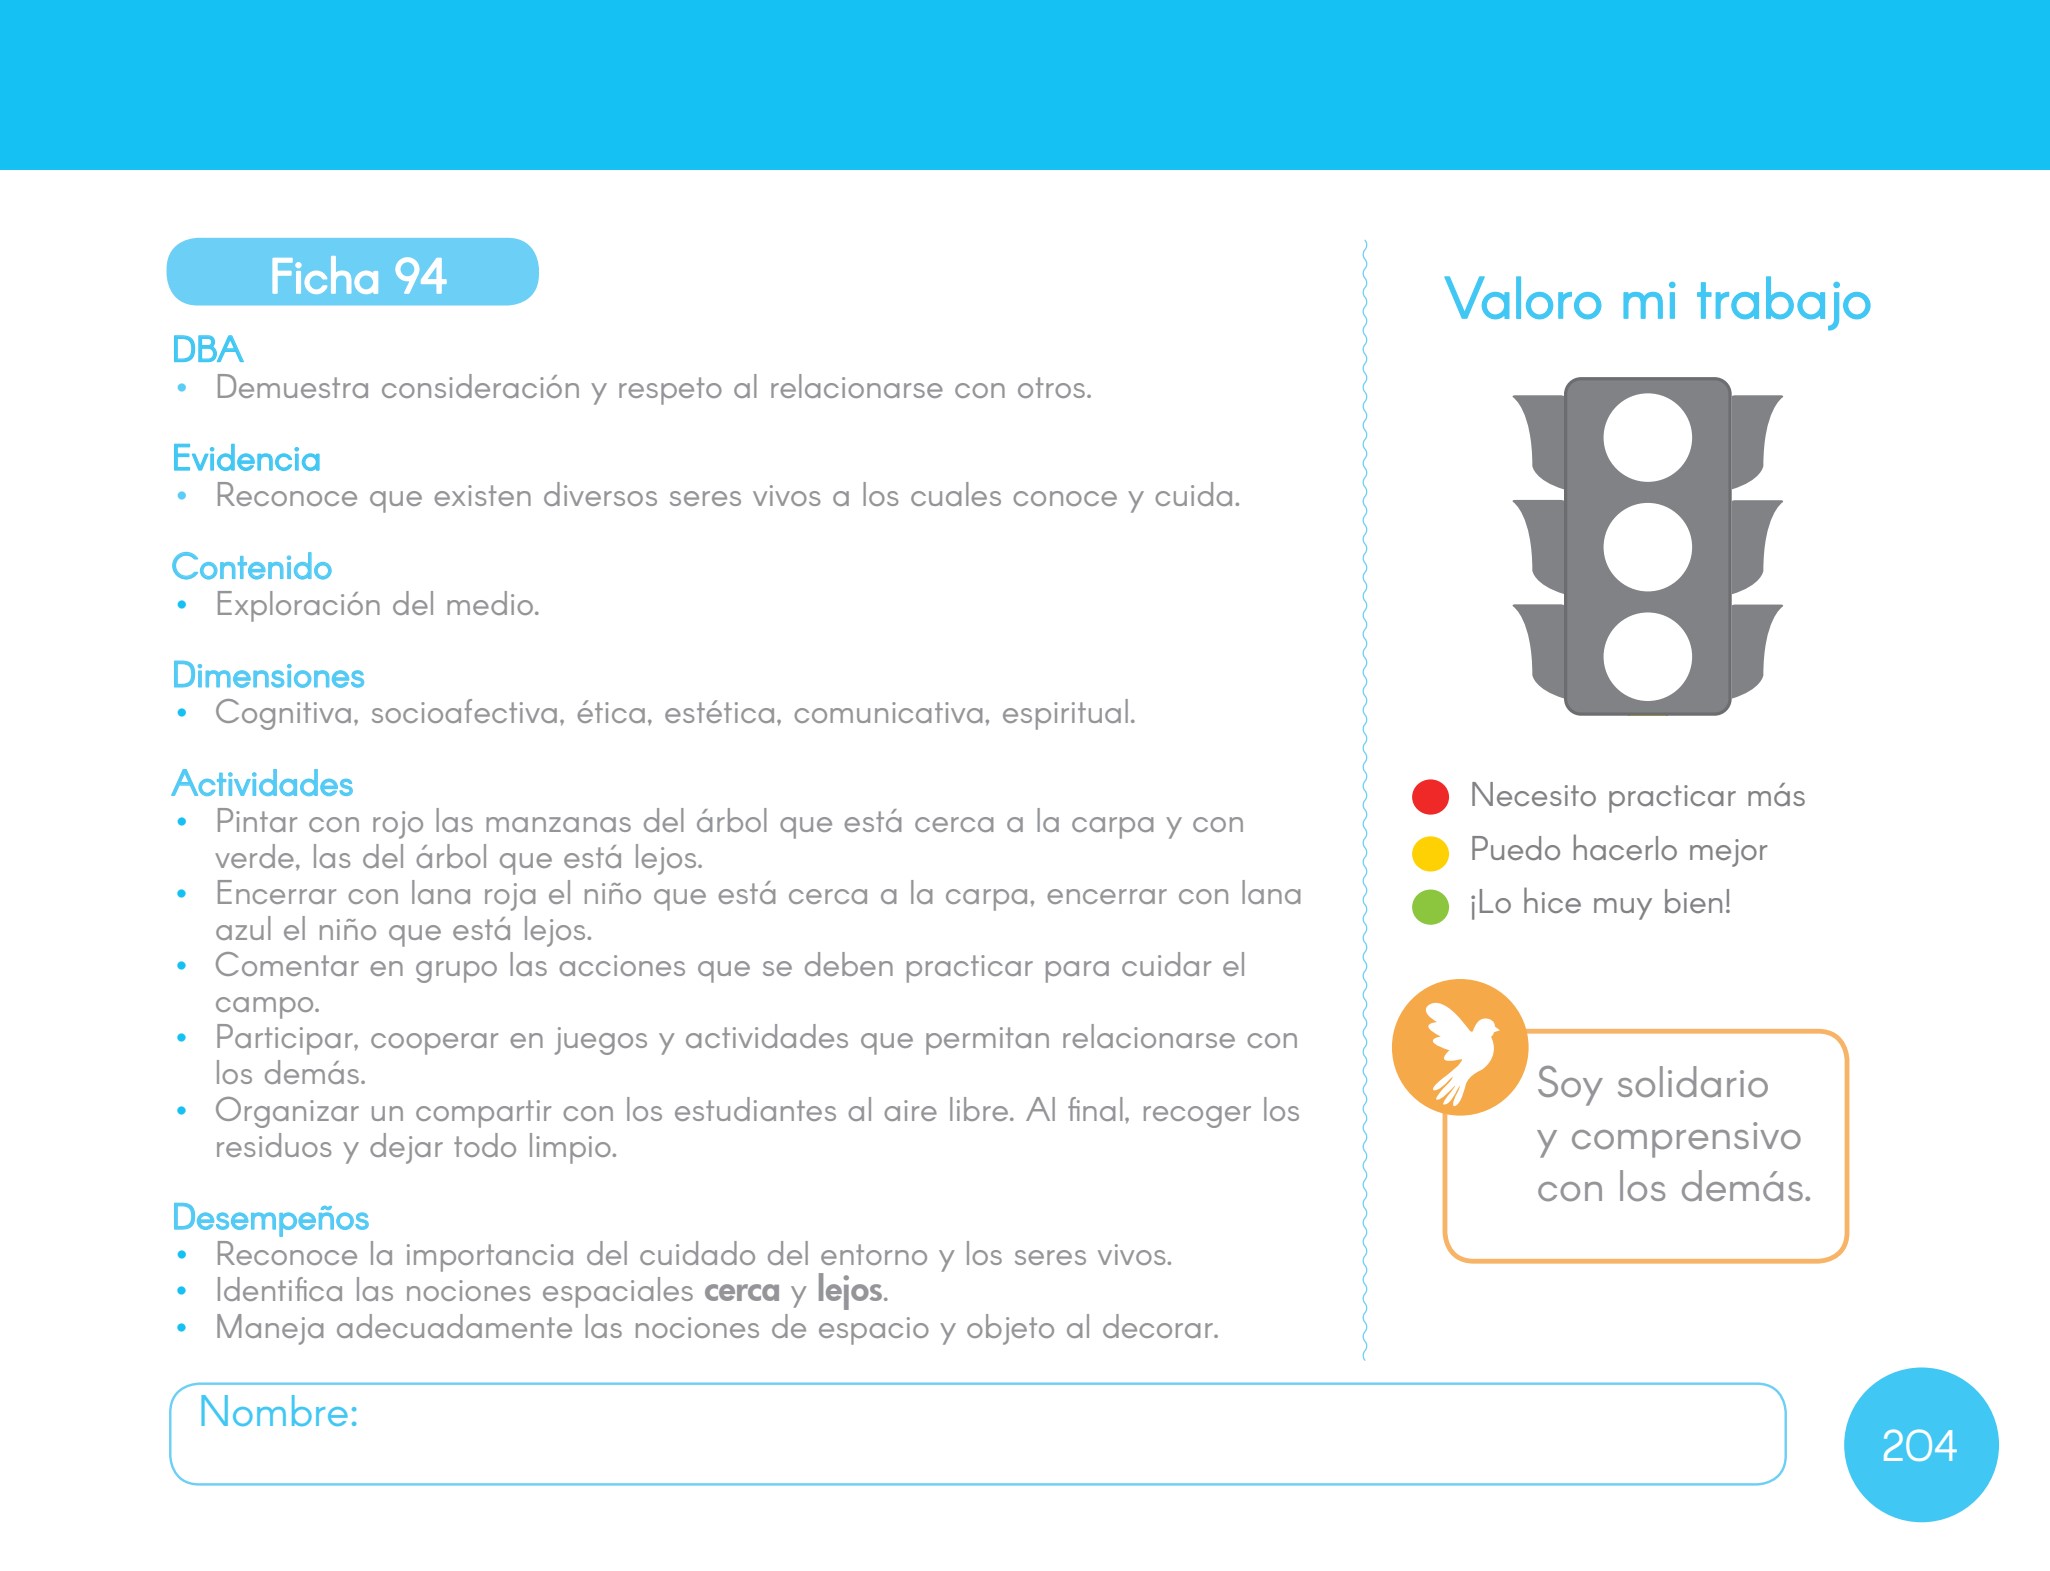 Ficha 94
DBA
• Demuestra consideración y respeto al relacionarse con otros.
Evidencia
• Reconoce que existen diversos seres vivos a los cuales conoce y cuida.
Contenido
• Exploración del medio.
Dimensiones
• Cognitiva, socioafectiva, ética, estética, comunicativa, espiritual.
Actividades
• Pintar con rojo las manzanas del árbol que está cerca a la carpa y con
verde, las del árbol que está lejos.
• Encerrar con lana roja el niño que está cerca a la carpa, encerrar con lana
azul el niño que está lejos.
• Comentar en grupo las acciones que se deben practicar para cuidar el
campo.
• Participar, cooperar en juegos y actividades que permitan relacionarse con
los demás.
• Organizar un compartir con los estudiantes al aire libre. Al final, recoger los
residuos y dejar todo limpio.
Desempeños
• Reconoce la importancia del cuidado del entorno y los seres vivos.
• Identifica las nociones espaciales cerca y lejos.
• Maneja adecuadamente las nociones de espacio y objeto al decorar.
Valoro mi trabajo
Necesito practicar más
Puedo hacerlo mejor
¡Lo hice muy bien!
Soy solidario
y comprensivo
con los demás.
Nombre:
204